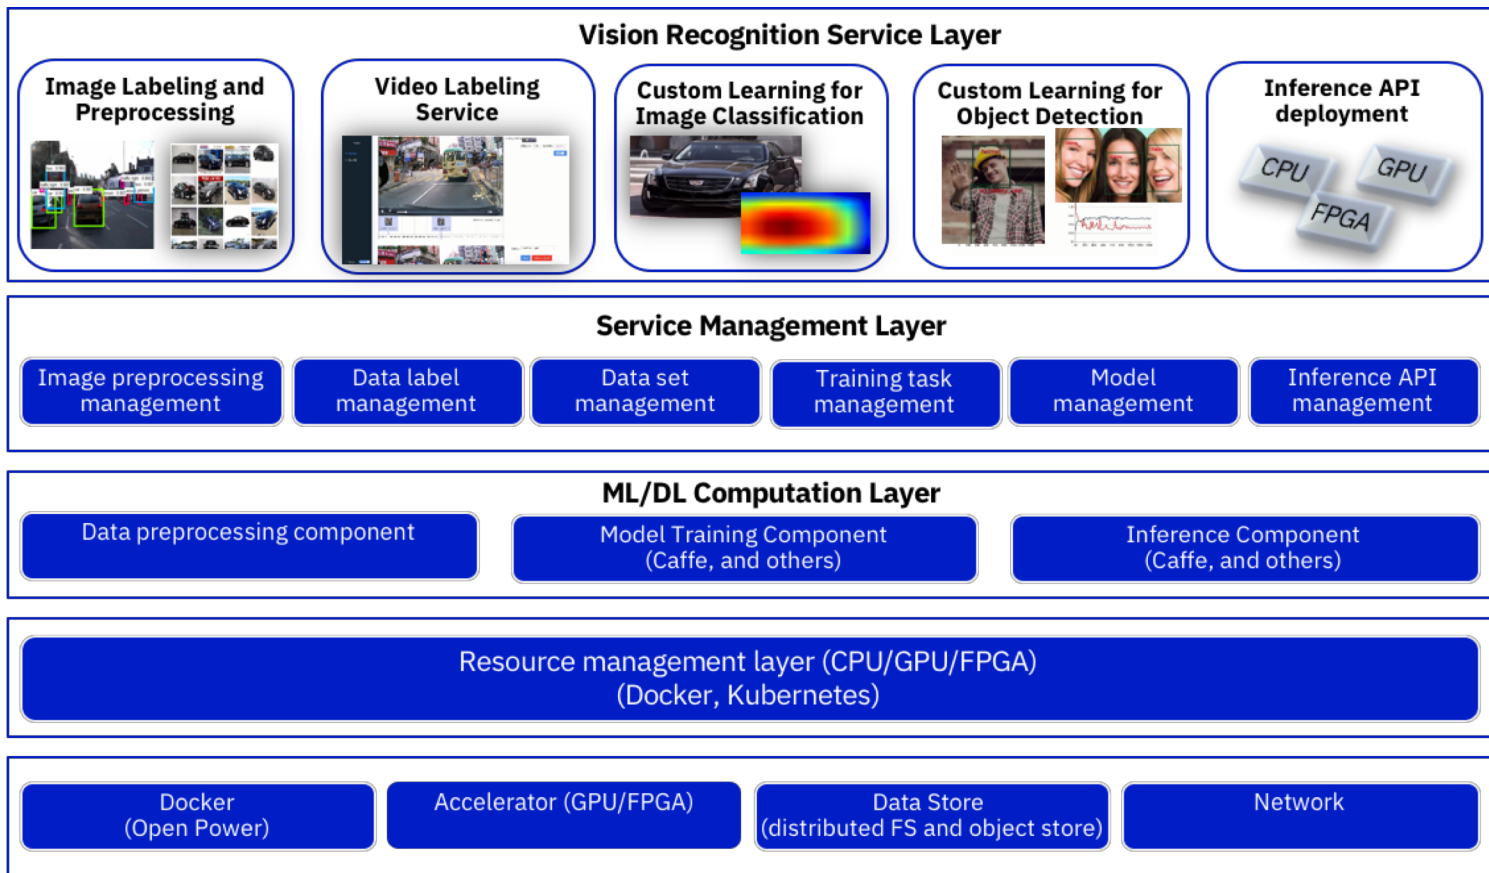 Vision Recognition Service Layer
Image Labeling and
Preprocessing
Video Labeling
Service
Custom Learning for
Image Classification
Custom Learning for
Object Detection
Inference API
deployment
CPU
GPU
FPGA
Service Management Layer
Image preprocessing
management
Data label
management
Data set
management
Training task
management
Model
management
Inference API
management
ML/DL Computation Layer
Data preprocessing component
Model Training Component
(Caffe, and others)
Inference Component
(Caffe, and others)
Resource management layer (CPU/GPU/FPGA)
(Docker, Kubernetes)
Docker
(Open Power)
Accelerator (GPU/FPGA)
Data Store
(distributed FS and object store)
Network